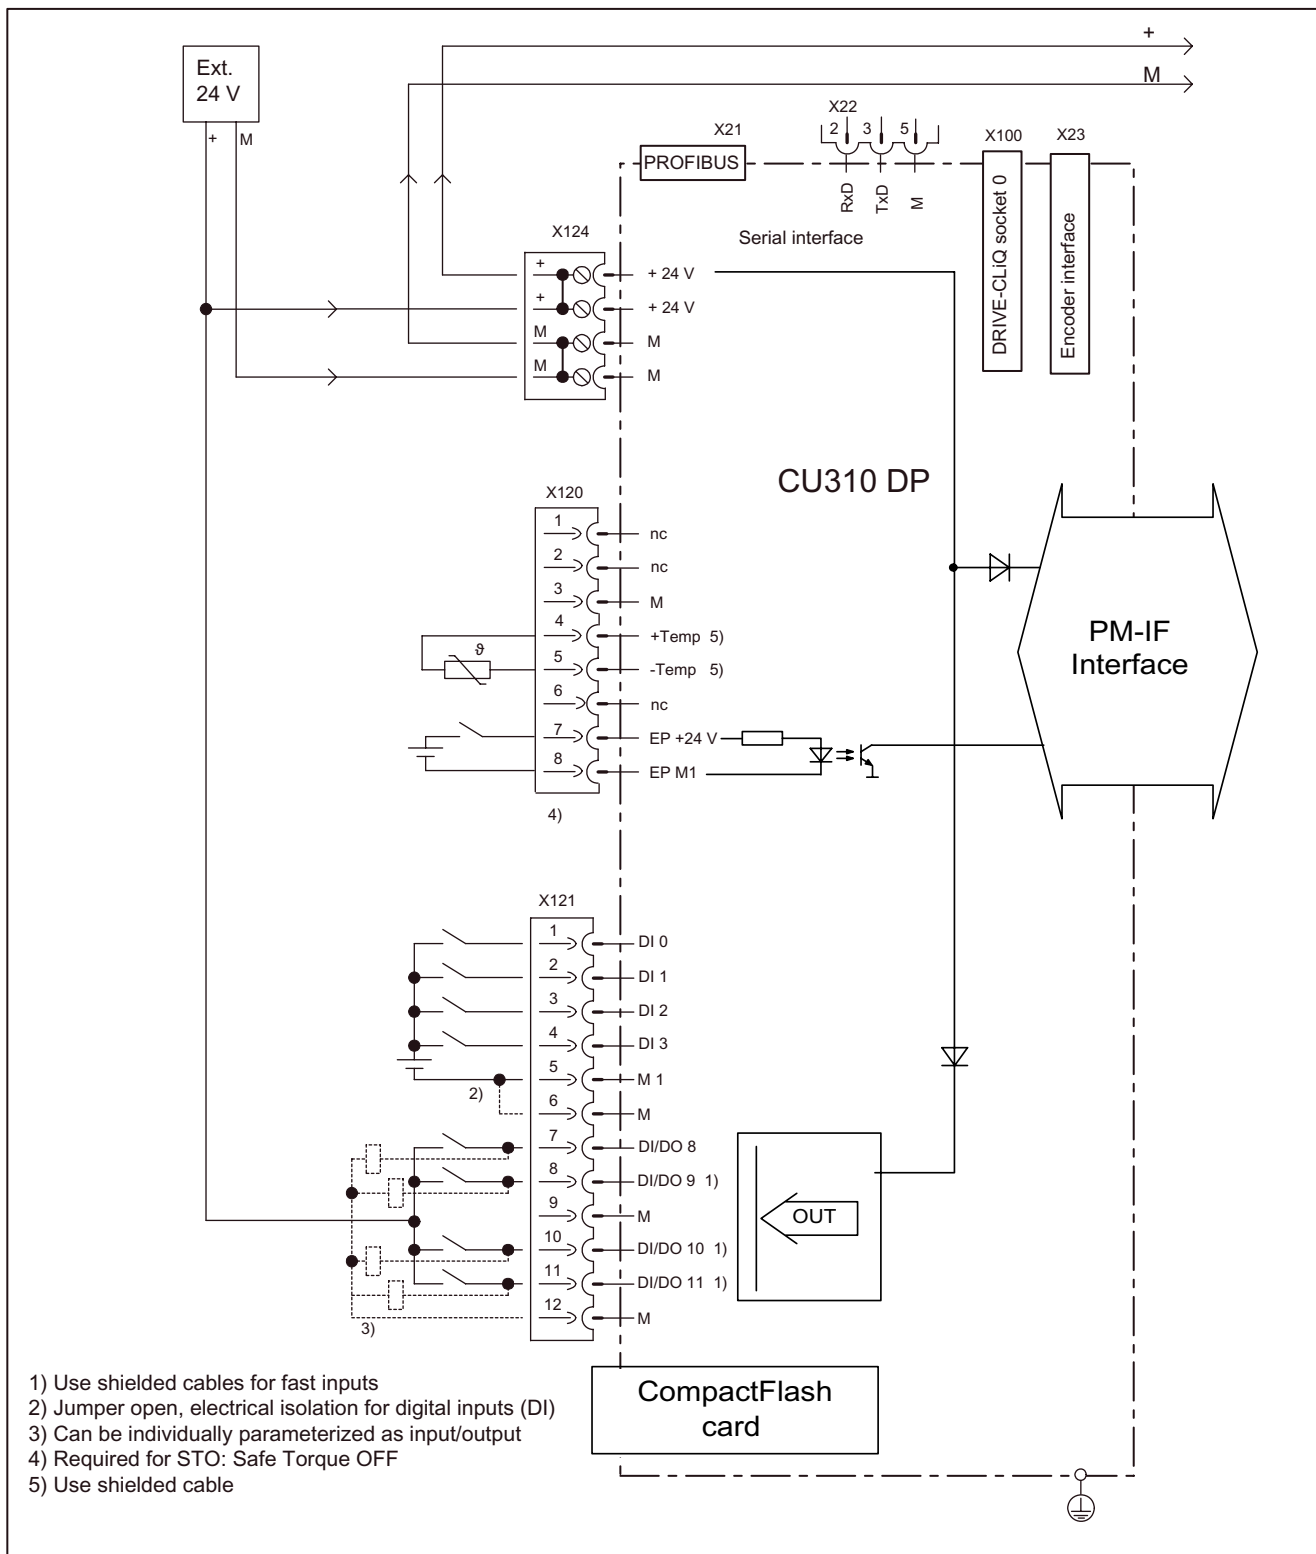 +
M
Ext.
24 V
+ M
X22
2 3 5
X21
PROFIBUS
RxD
TxD
M
X100
DRIVE-CLiQ socket 0
X23
Encoder interface
Serial interface
X124
+ + 24 V
+ + 24 V
M M
M M
CU310 DP
X120
1 nc
2 nc
3 M
4 +Temp 5)
ϑ
5 -Temp 5)
6 nc
7 EP +24 V
8 EP M1
4)
PM-IF
Interface
X121
1 DI 0
2 DI 1
3 DI 2
4 DI 3
5 M 1
2)
6 M
7 DI/DO 8
8 DI/DO 9 1)
9 M
10 DI/DO 10 1)
11 DI/DO 11 1)
12 M
3)
OUT
CompactFlash
card
1) Use shielded cables for fast inputs
2) Jumper open, electrical isolation for digital inputs (DI)
3) Can be individually parameterized as input/output
4) Required for STO: Safe Torque OFF
5) Use shielded cable